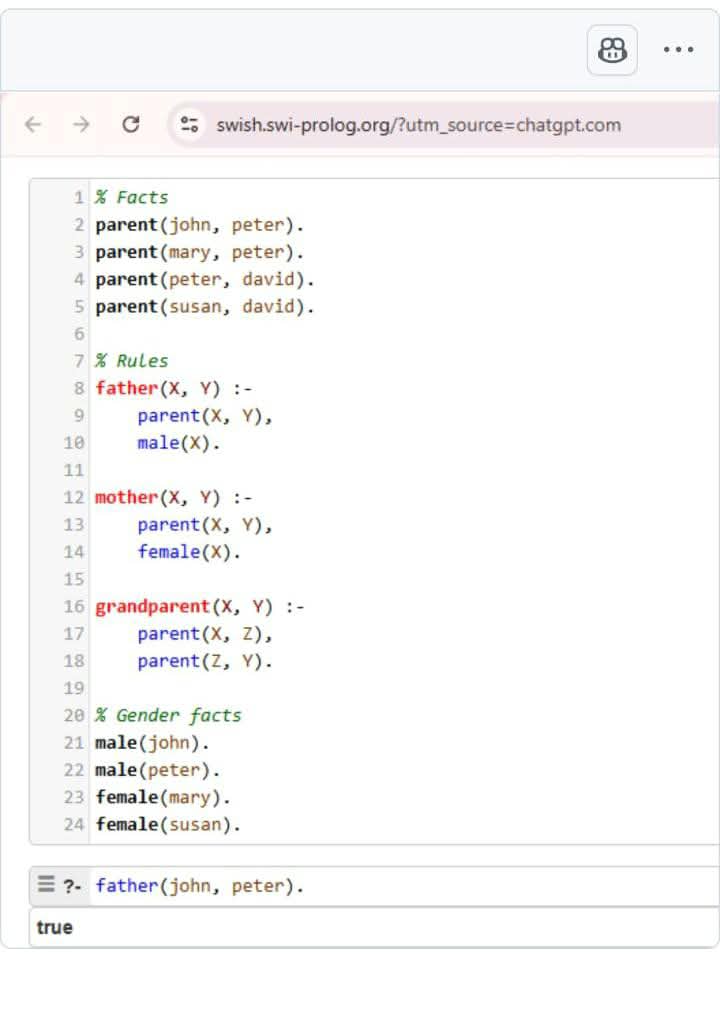 swish.swi-prolog.org/?utm_source=chatgpt.com
1 % Facts
2 parent(john, peter).
3 parent(mary, peter).
4 parent(peter, david).
5 parent(susan, david).
6
7 % Rules
8 father(X, Y) :-
9     parent(X, Y),
10     male(X).
11
12 mother(X, Y) :-
13     parent(X, Y),
14     female(X).
15
16 grandparent(X, Y) :-
17     parent(X, Z),
18     parent(Z, Y).
19
20 % Gender facts
21 male(john).
22 male(peter).
23 female(mary).
24 female(susan).
?- father(john, peter).
true